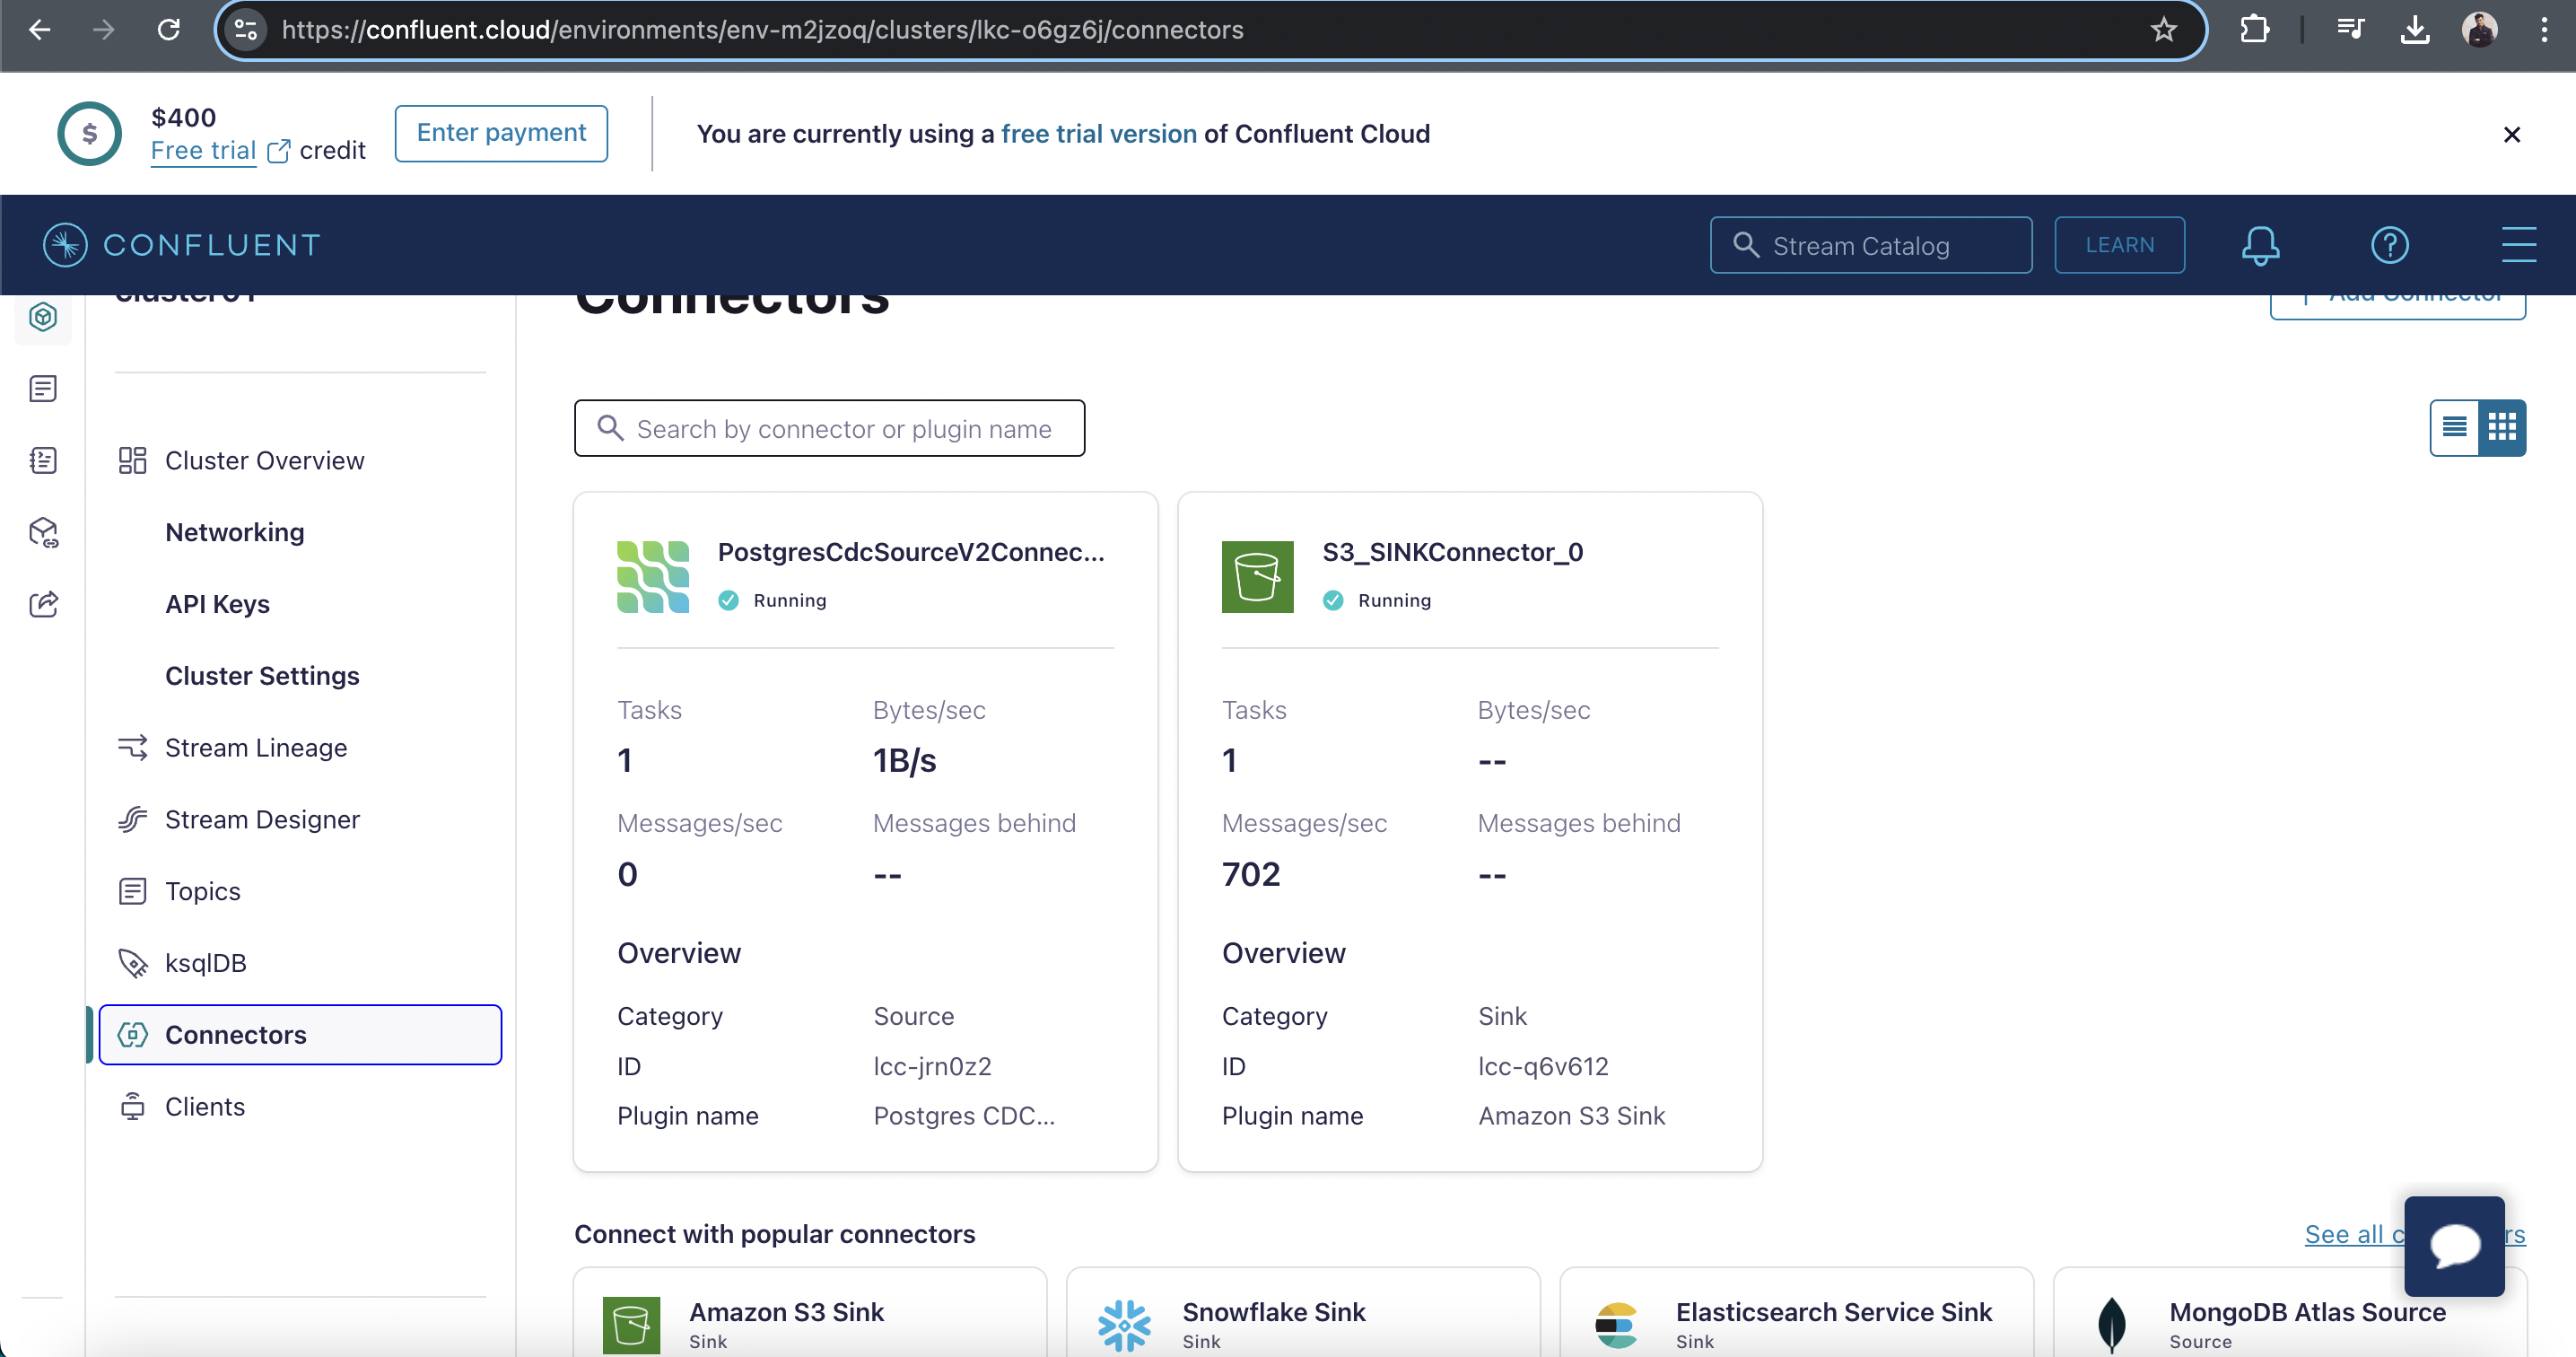 https://confluent.cloud/environments/env-m2jzoq/clusters/lkc-o6gz6j/connectors
$
$400
Free trial credit
Enter payment
You are currently using a free trial version of Confluent Cloud
CONFLUENT
Stream Catalog
LEARN
?
cluster01
Connectors
+ Add Connector
Search by connector or plugin name
Cluster Overview
Networking
API Keys
Cluster Settings
Stream Lineage
Stream Designer
Topics
ksqlDB
Connectors
Clients
PostgresCdcSourceV2Connec...
Running
Tasks
Bytes/sec
1
1B/s
Messages/sec
Messages behind
0
--
Overview
Category
Source
ID
lcc-jrn0z2
Plugin name
Postgres CDC...
S3_SINKConnector_0
Running
Tasks
Bytes/sec
1
--
Messages/sec
Messages behind
702
--
Overview
Category
Sink
ID
lcc-q6v612
Plugin name
Amazon S3 Sink
Connect with popular connectors
See all c
rs
Amazon S3 Sink
Sink
Snowflake Sink
Sink
Elasticsearch Service Sink
Sink
MongoDB Atlas Source
Source